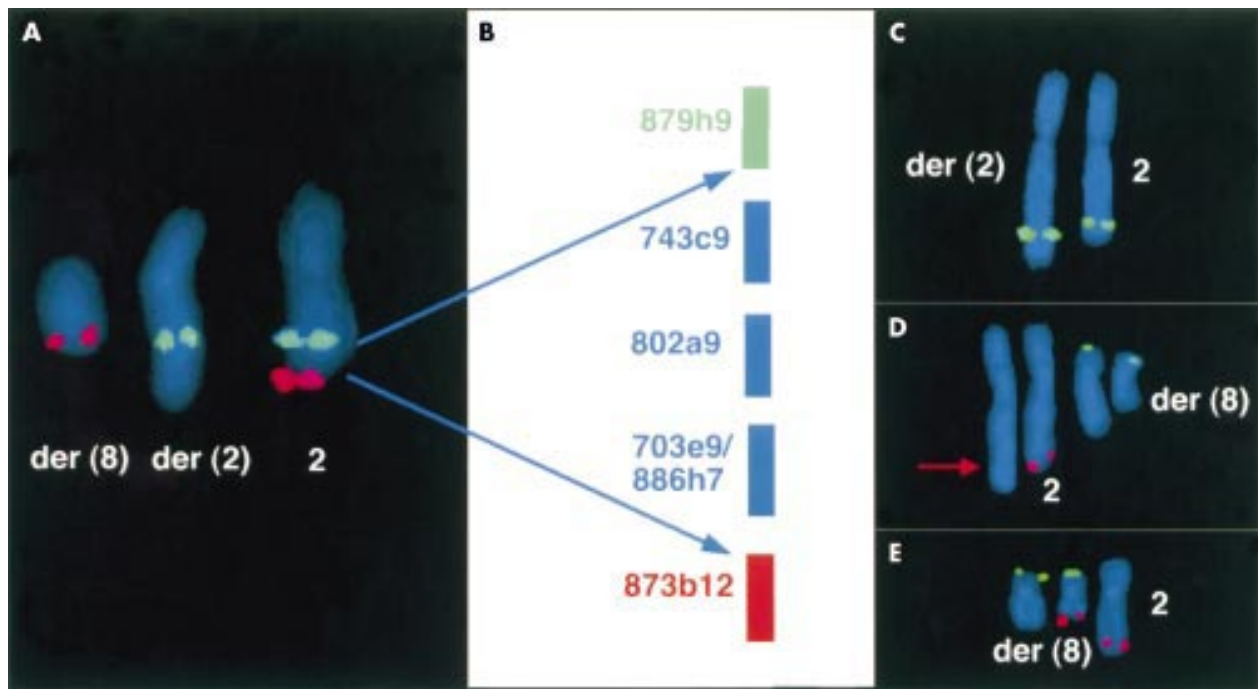 A
der (8)
der (2)
2
B
879h9
743c9
802a9
703e9/
886h7
873b12
C
der (2)
2
D
der (8)
2
E
2
der (8)